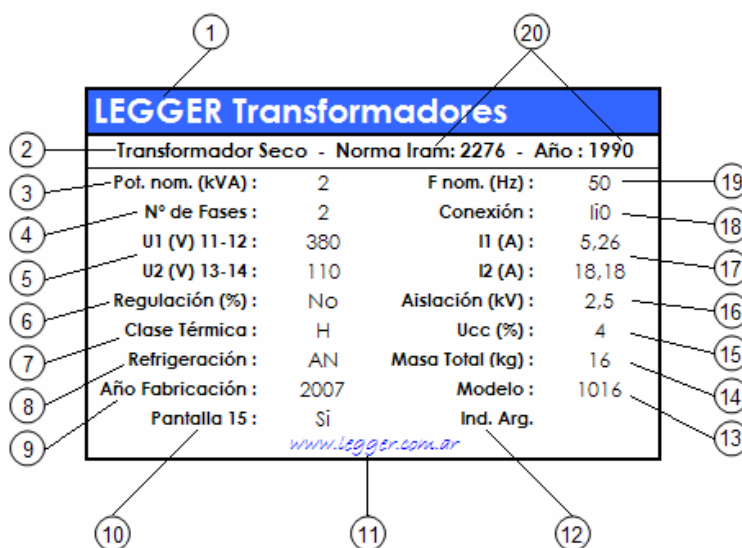 1 20
LEGGER Transformadores
2 Transformador Seco - Norma Iram: 2276 - Año : 1990
3 Pot. nom. (kVA) : 2 F nom. (Hz) : 50 19
4 Nº de Fases : 2 Conexión : Ii0 18
U1 (V) 11-12 : 380 I1 (A) : 5,26
5 17
U2 (V) 13-14 : 110 I2 (A) : 18,18
6 Regulación (%) : No Aislación (kV) : 2,5 16
7 Clase Térmica : H Ucc (%) : 4 15
8 Refrigeración : AN Masa Total (kg) : 16 14
9 Año Fabricación : 2007 Modelo : 1016 13
Pantalla 15 : Si Ind. Arg.
www.legger.com.ar
10 11 12